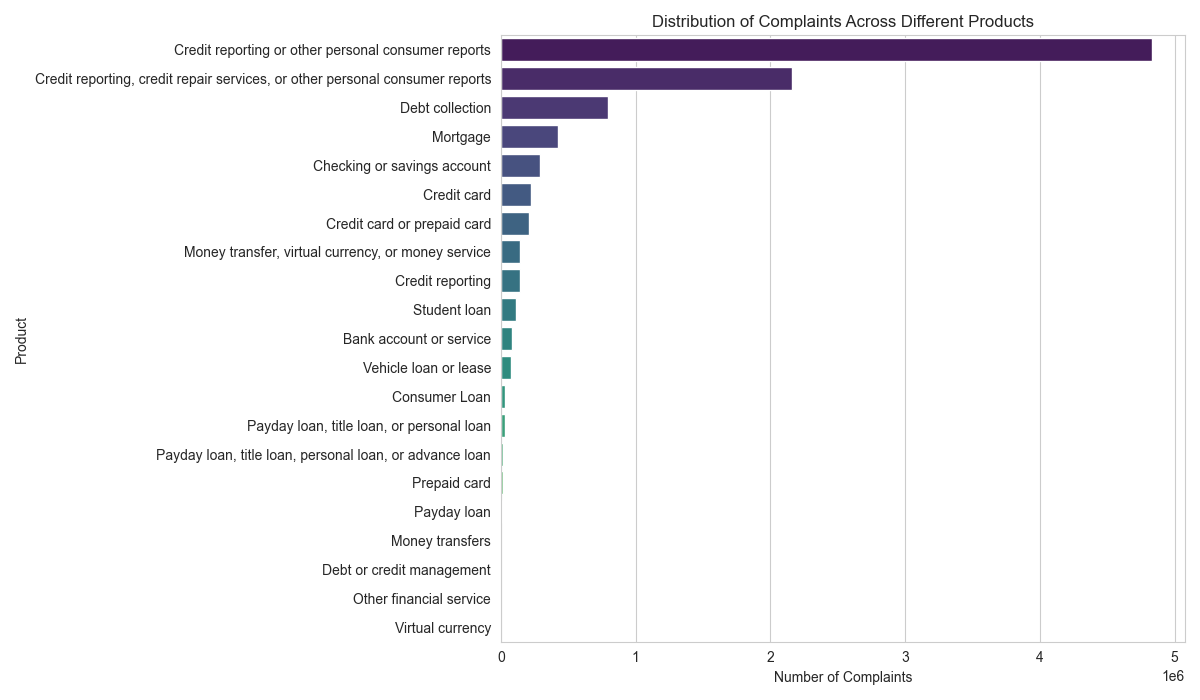 Distribution of Complaints Across Different Products
Credit reporting or other personal consumer reports
Credit reporting, credit repair services, or other personal consumer reports
Debt collection
Mortgage
Checking or savings account
Credit card
Credit card or prepaid card
Money transfer, virtual currency, or money service
Credit reporting
Student loan
Bank account or service
Vehicle loan or lease
Consumer Loan
Payday loan, title loan, or personal loan
Payday loan, title loan, personal loan, or advance loan
Prepaid card
Payday loan
Money transfers
Debt or credit management
Other financial service
Virtual currency
Product
0 1 2 3 4 5
1e6
Number of Complaints